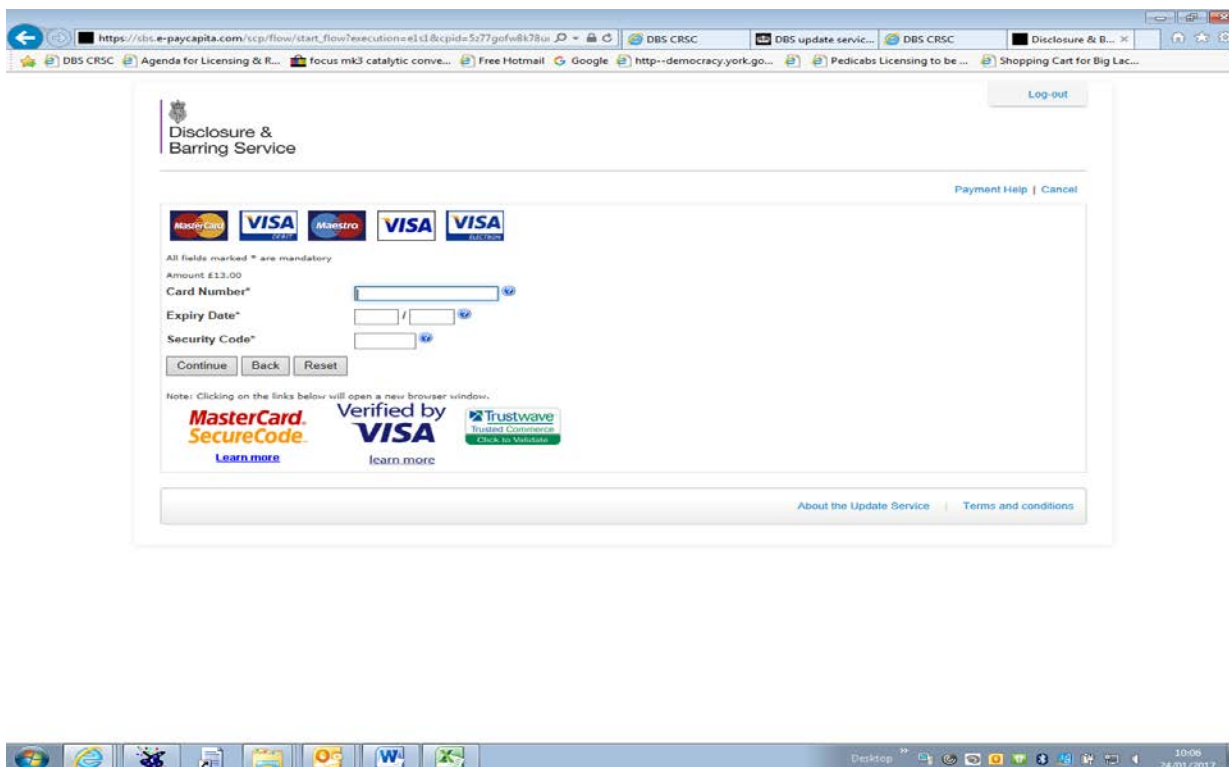 https://sbs.e-paycapita.com/scp/flow/start_flow?execution=e1s1&cpid=5z77gofw8k78u
DBS CRSC
DBS update servic...
DBS CRSC
Disclosure & B...
DBS CRSC
Agenda for Licensing & R...
focus mk3 catalytic conve...
Free Hotmail
Google
http--democracy.york.go...
Pedicabs Licensing to be ...
Shopping Cart for Big Lac...
Log-out
Disclosure &
Barring Service
Payment Help | Cancel
MasterCard VISA DEBIT Maestro VISA VISA ELECTRON
All fields marked * are mandatory
Amount £13.00
Card Number*
Expiry Date* /
Security Code*
Continue Back Reset
Note: Clicking on the links below will open a new browser window.
MasterCard.
SecureCode.
Learn more
Verified by
VISA
learn more
Trustwave
Trusted Commerce
Click to Validate
About the Update Service | Terms and conditions
Desktop
10:06
24/01/2017